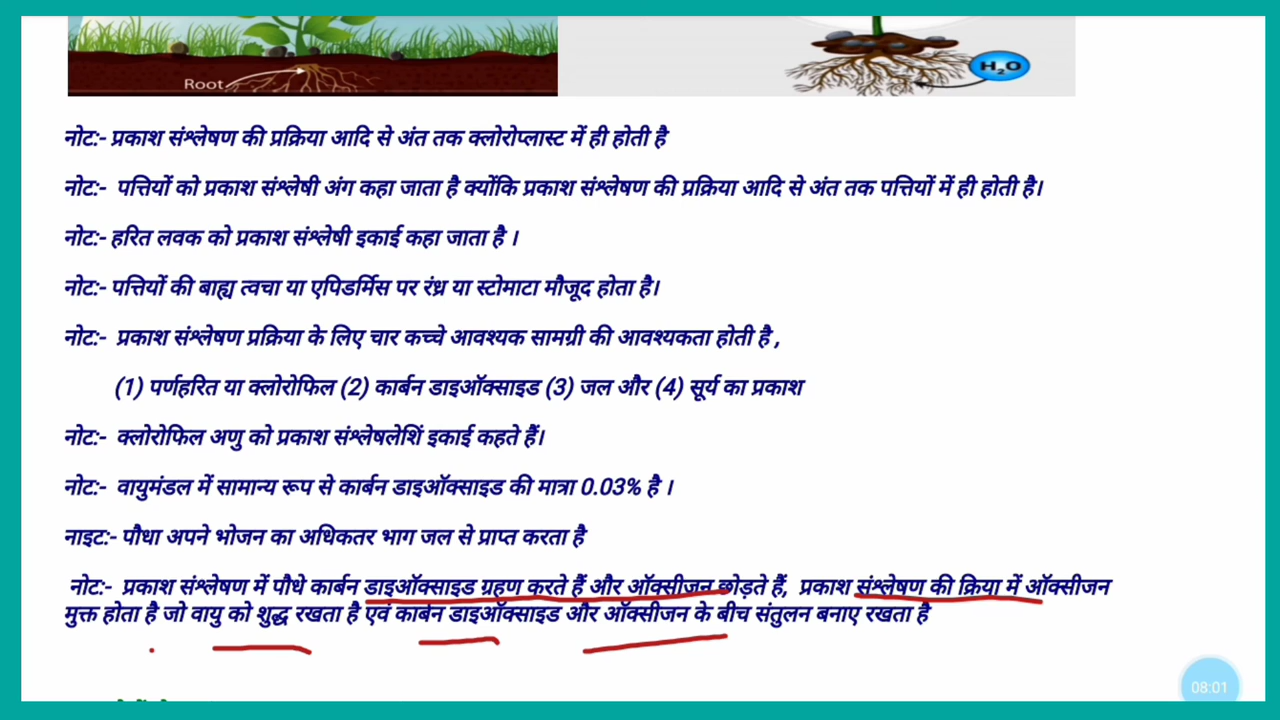 Root
H₂O
नोट:- प्रकाश संश्लेषण की प्रक्रिया आदि से अंत तक क्लोरोप्लास्ट में ही होती है
नोट:- पत्तियों को प्रकाश संश्लेषी अंग कहा जाता है क्योंकि प्रकाश संश्लेषण की प्रक्रिया आदि से अंत तक पत्तियों में ही होती है।
नोट:- हरित लवक को प्रकाश संश्लेषी इकाई कहा जाता है ।
नोट:- पत्तियों की बाह्य त्वचा या एपिडर्मिस पर रंध्र या स्टोमाटा मौजूद होता है।
नोट:- प्रकाश संश्लेषण प्रक्रिया के लिए चार कच्चे आवश्यक सामग्री की आवश्यकता होती है ,
(1) पर्णहरित या क्लोरोफिल (2) कार्बन डाइऑक्साइड (3) जल और (4) सूर्य का प्रकाश
नोट:- क्लोरोफिल अणु को प्रकाश संश्लेषलेशिं इकाई कहते हैं।
नोट:- वायुमंडल में सामान्य रूप से कार्बन डाइऑक्साइड की मात्रा 0.03% है ।
नाइट:- पौधा अपने भोजन का अधिकतर भाग जल से प्राप्त करता है
नोट:- प्रकाश संश्लेषण में पौधे कार्बन डाइऑक्साइड ग्रहण करते हैं और ऑक्सीजन छोड़ते हैं, प्रकाश संश्लेषण की क्रिया में ऑक्सीजन
मुक्त होता है जो वायु को शुद्ध रखता है एवं कार्बन डाइऑक्साइड और ऑक्सीजन के बीच संतुलन बनाए रखता है
08:01